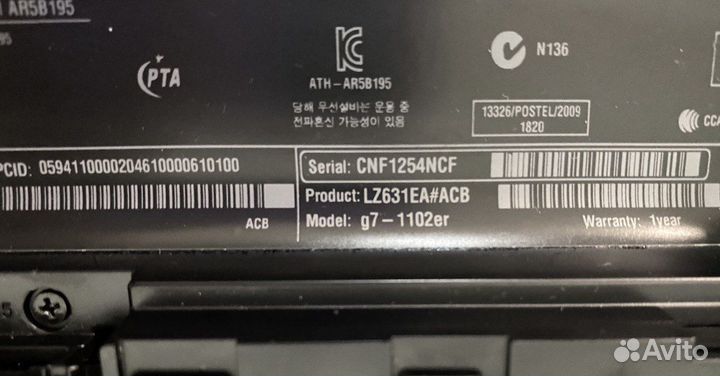 AR5B195
PTA
ATH-AR5B195
당해 무선설비는 운용 중
전파혼신 가능성이 있음
N136
13326/POSTEL/2009
1820
CCA
PCID: 0594110000204610000610100
ACB
Serial: CNF1254NCF
Product: LZ631EA#ACB
Model: g7-1102er
Warranty: 1year
Avito